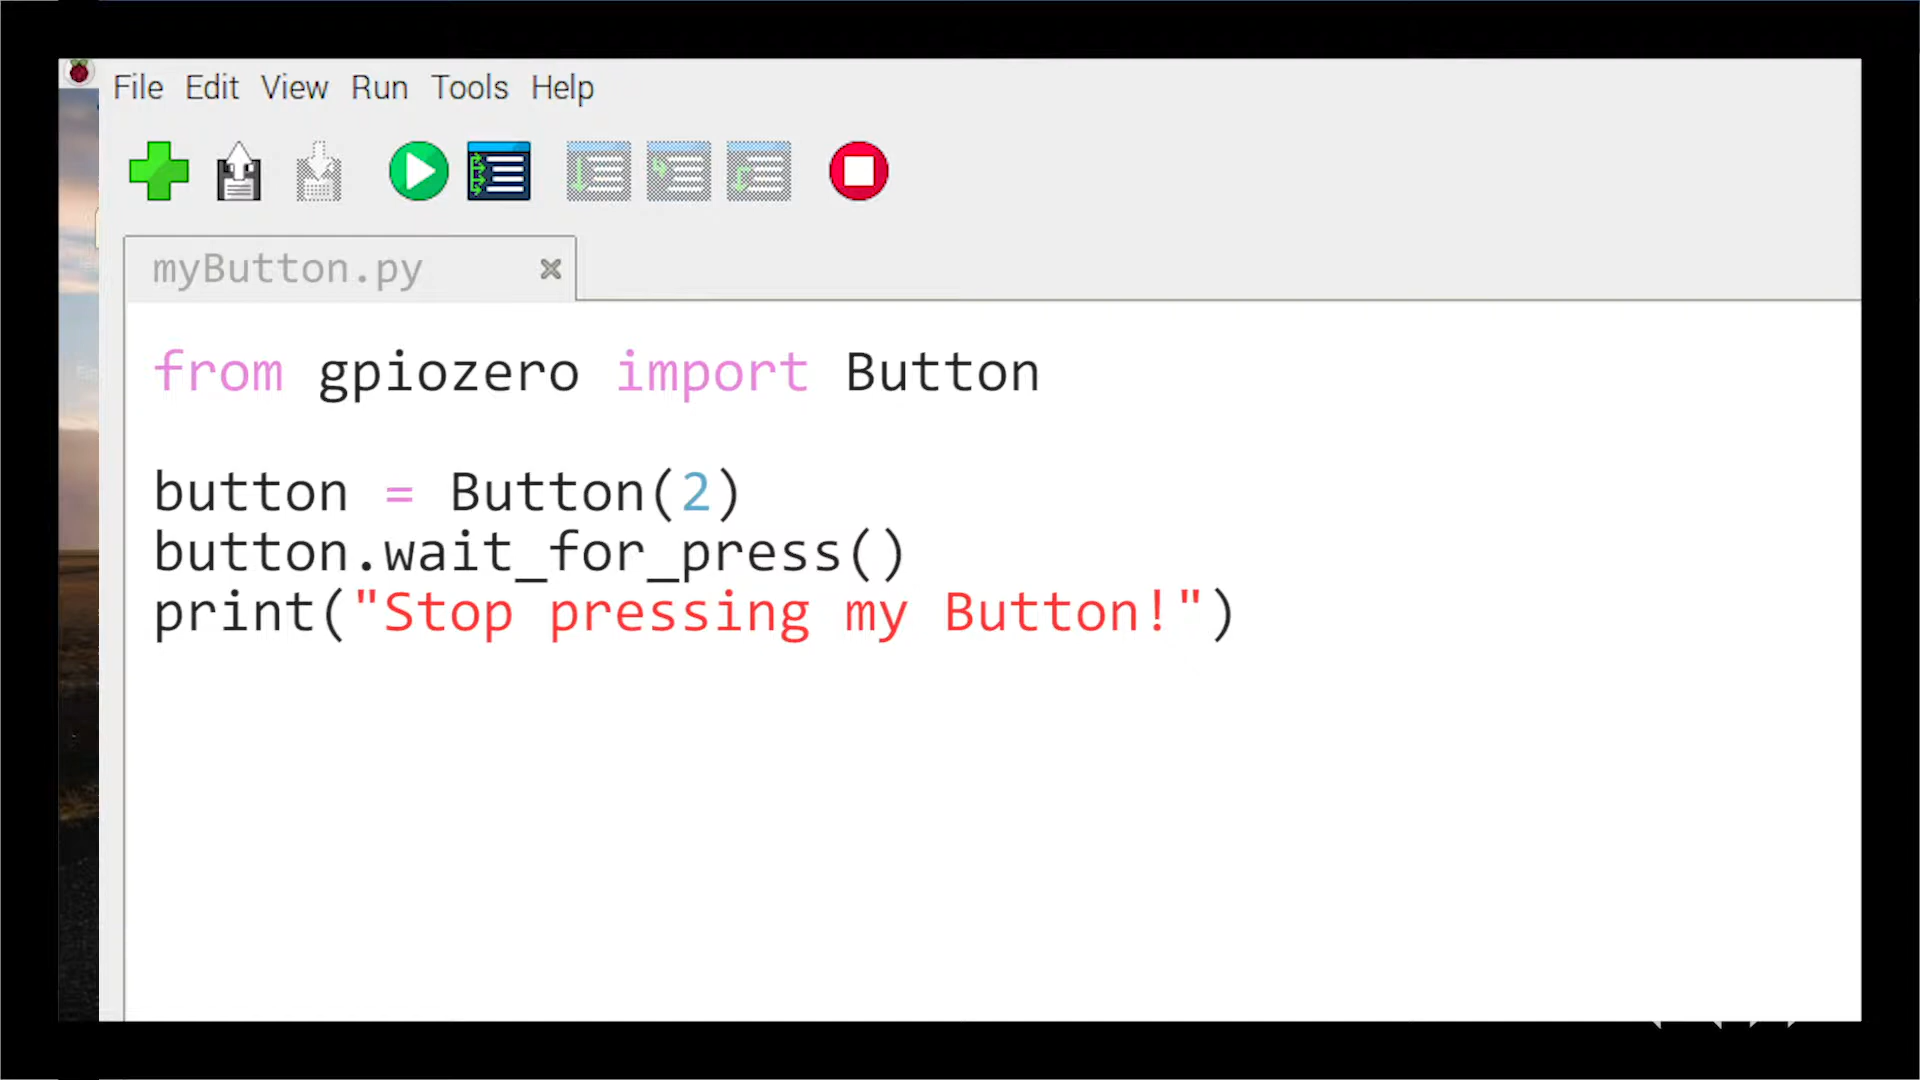 File Edit View Run Tools Help
myButton.py
from gpiozero import Button
button = Button(2)
button.wait_for_press()
print("Stop pressing my Button!")